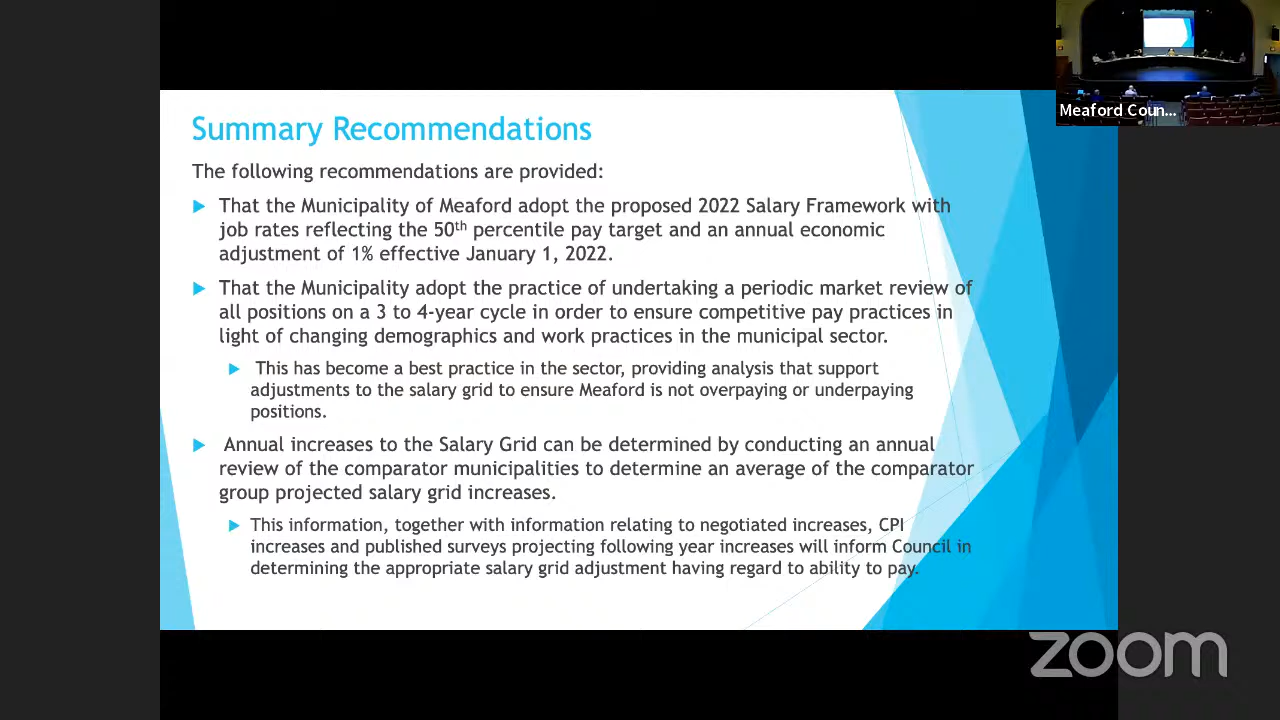 Meaford Coun...
Summary Recommendations
The following recommendations are provided:
That the Municipality of Meaford adopt the proposed 2022 Salary Framework with
job rates reflecting the 50th percentile pay target and an annual economic
adjustment of 1% effective January 1, 2022.
That the Municipality adopt the practice of undertaking a periodic market review of
all positions on a 3 to 4-year cycle in order to ensure competitive pay practices in
light of changing demographics and work practices in the municipal sector.
This has become a best practice in the sector, providing analysis that support
adjustments to the salary grid to ensure Meaford is not overpaying or underpaying
positions.
Annual increases to the Salary Grid can be determined by conducting an annual
review of the comparator municipalities to determine an average of the comparator
group projected salary grid increases.
This information, together with information relating to negotiated increases, CPI
increases and published surveys projecting following year increases will inform Council in
determining the appropriate salary grid adjustment having regard to ability to pay.
zoom